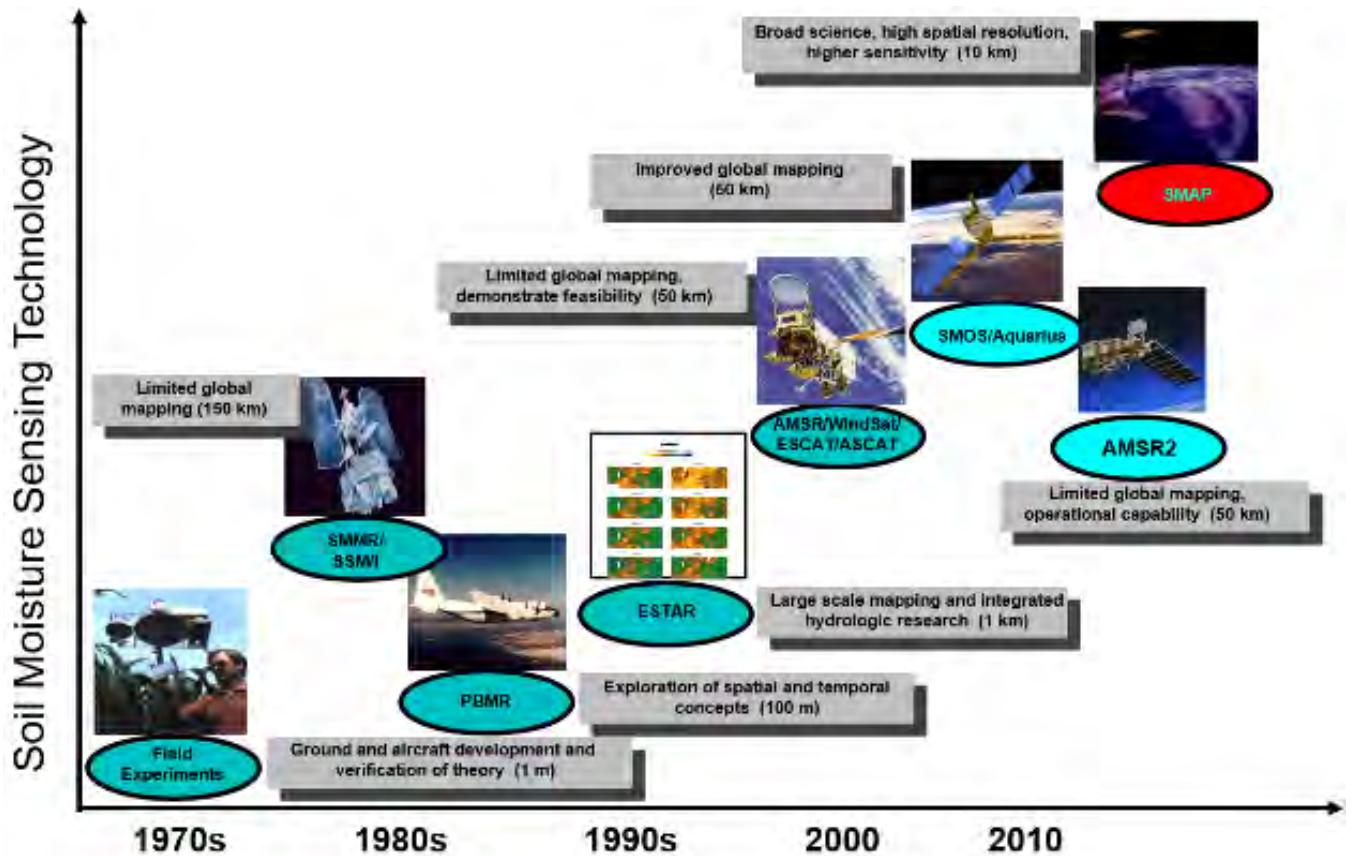 Soil Moisture Sensing Technology
Broad science, high spatial resolution,
higher sensitivity (10 km)
SMAP
Improved global mapping
(50 km)
SMOS/Aquarius
Limited global mapping,
demonstrate feasibility (50 km)
AMSR/WindSat/
ESCAT/ASCAT
AMSR2
Limited global mapping,
operational capability (50 km)
Limited global
mapping (150 km)
SMMR/
SSM/I
ESTAR
Large scale mapping and integrated
hydrologic research (1 km)
PBMR
Exploration of spatial and temporal
concepts (100 m)
Field
Experiments
Ground and aircraft development and
verification of theory (1 m)
1970s
1980s
1990s
2000
2010